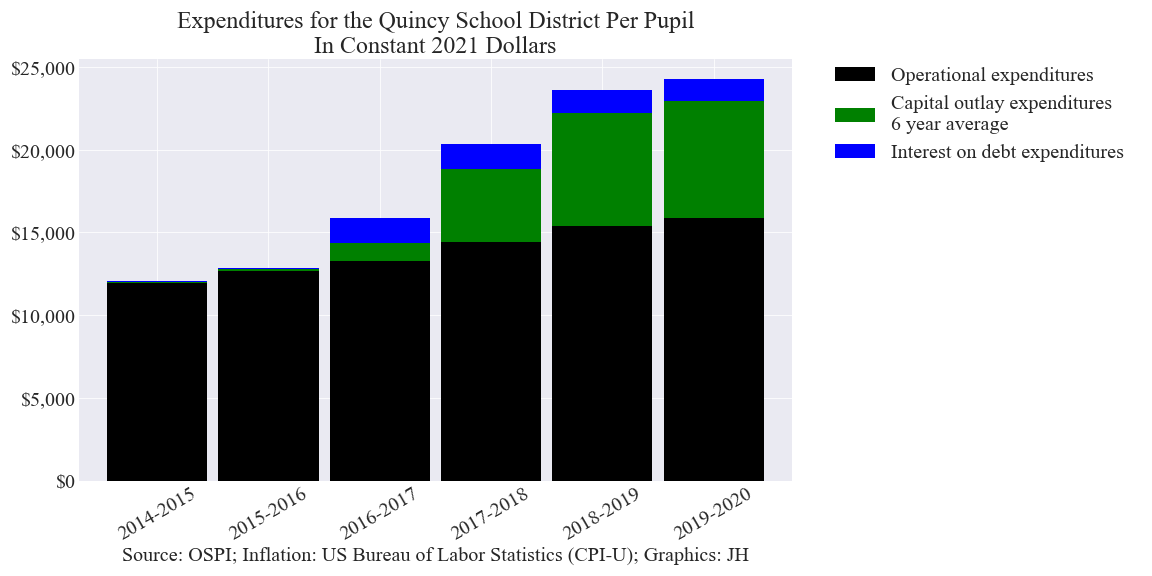 Expenditures for the Quincy School District Per Pupil
In Constant 2021 Dollars
$25,000
$20,000
$15,000
$10,000
$5,000
$0
2014-2015
2015-2016
2016-2017
2017-2018
2018-2019
2019-2020
Source: OSPI; Inflation: US Bureau of Labor Statistics (CPI-U); Graphics: JH
Operational expenditures
Capital outlay expenditures
6 year average
Interest on debt expenditures